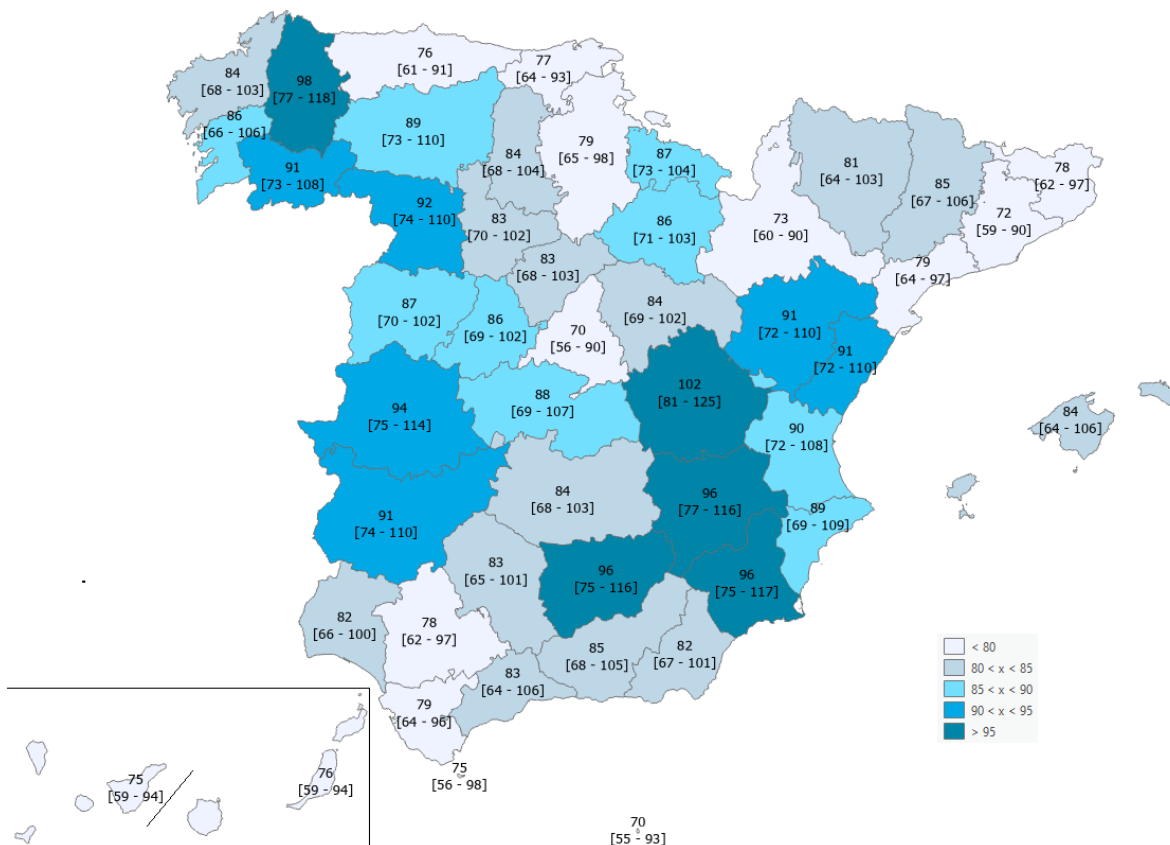 76
[61 - 91]
77
[64 - 93]
84
[68 - 103]
98
[77 - 118]
86
[66 - 106]
89
[73 - 110]
84
[68 - 104]
79
[65 - 98]
87
[73 - 104]
81
[64 - 103]
85
[67 - 106]
78
[62 - 97]
91
[73 - 108]
92
[74 - 110]
83
[70 - 102]
86
[71 - 103]
73
[60 - 90]
72
[59 - 90]
83
[68 - 103]
79
[64 - 97]
87
[70 - 102]
86
[69 - 102]
70
[56 - 90]
84
[69 - 102]
91
[72 - 110]
91
[72 - 110]
94
[75 - 114]
88
[69 - 107]
102
[81 - 125]
90
[72 - 108]
84
[64 - 106]
91
[74 - 110]
84
[68 - 103]
96
[77 - 116]
89
[69 - 109]
83
[65 - 101]
96
[75 - 116]
96
[75 - 117]
82
[66 - 100]
78
[62 - 97]
83
[64 - 106]
85
[68 - 105]
82
[67 - 101]
79
[64 - 96]
75
[56 - 98]
75
[59 - 94]
76
[59 - 94]
70
[55 - 93]
< 80
80 < x < 85
85 < x < 90
90 < x < 95
> 95